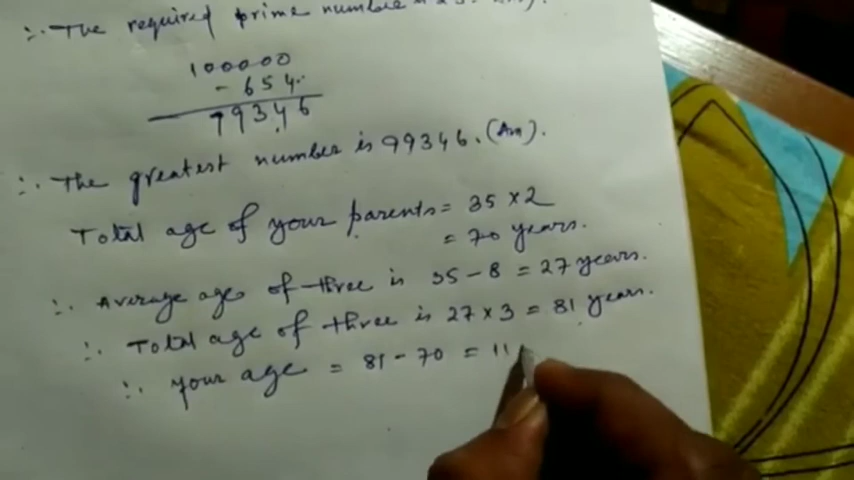 ∴ The required prime number
100000
- 654
99346
∴ The greatest number is 99346. (An).
Total age of your parents = 35 × 2
= 70 years.
∴ Average age of three is 35 - 8 = 27 years.
∴ Total age of three is 27 × 3 = 81 years.
∴ your age = 81 - 70 = 11